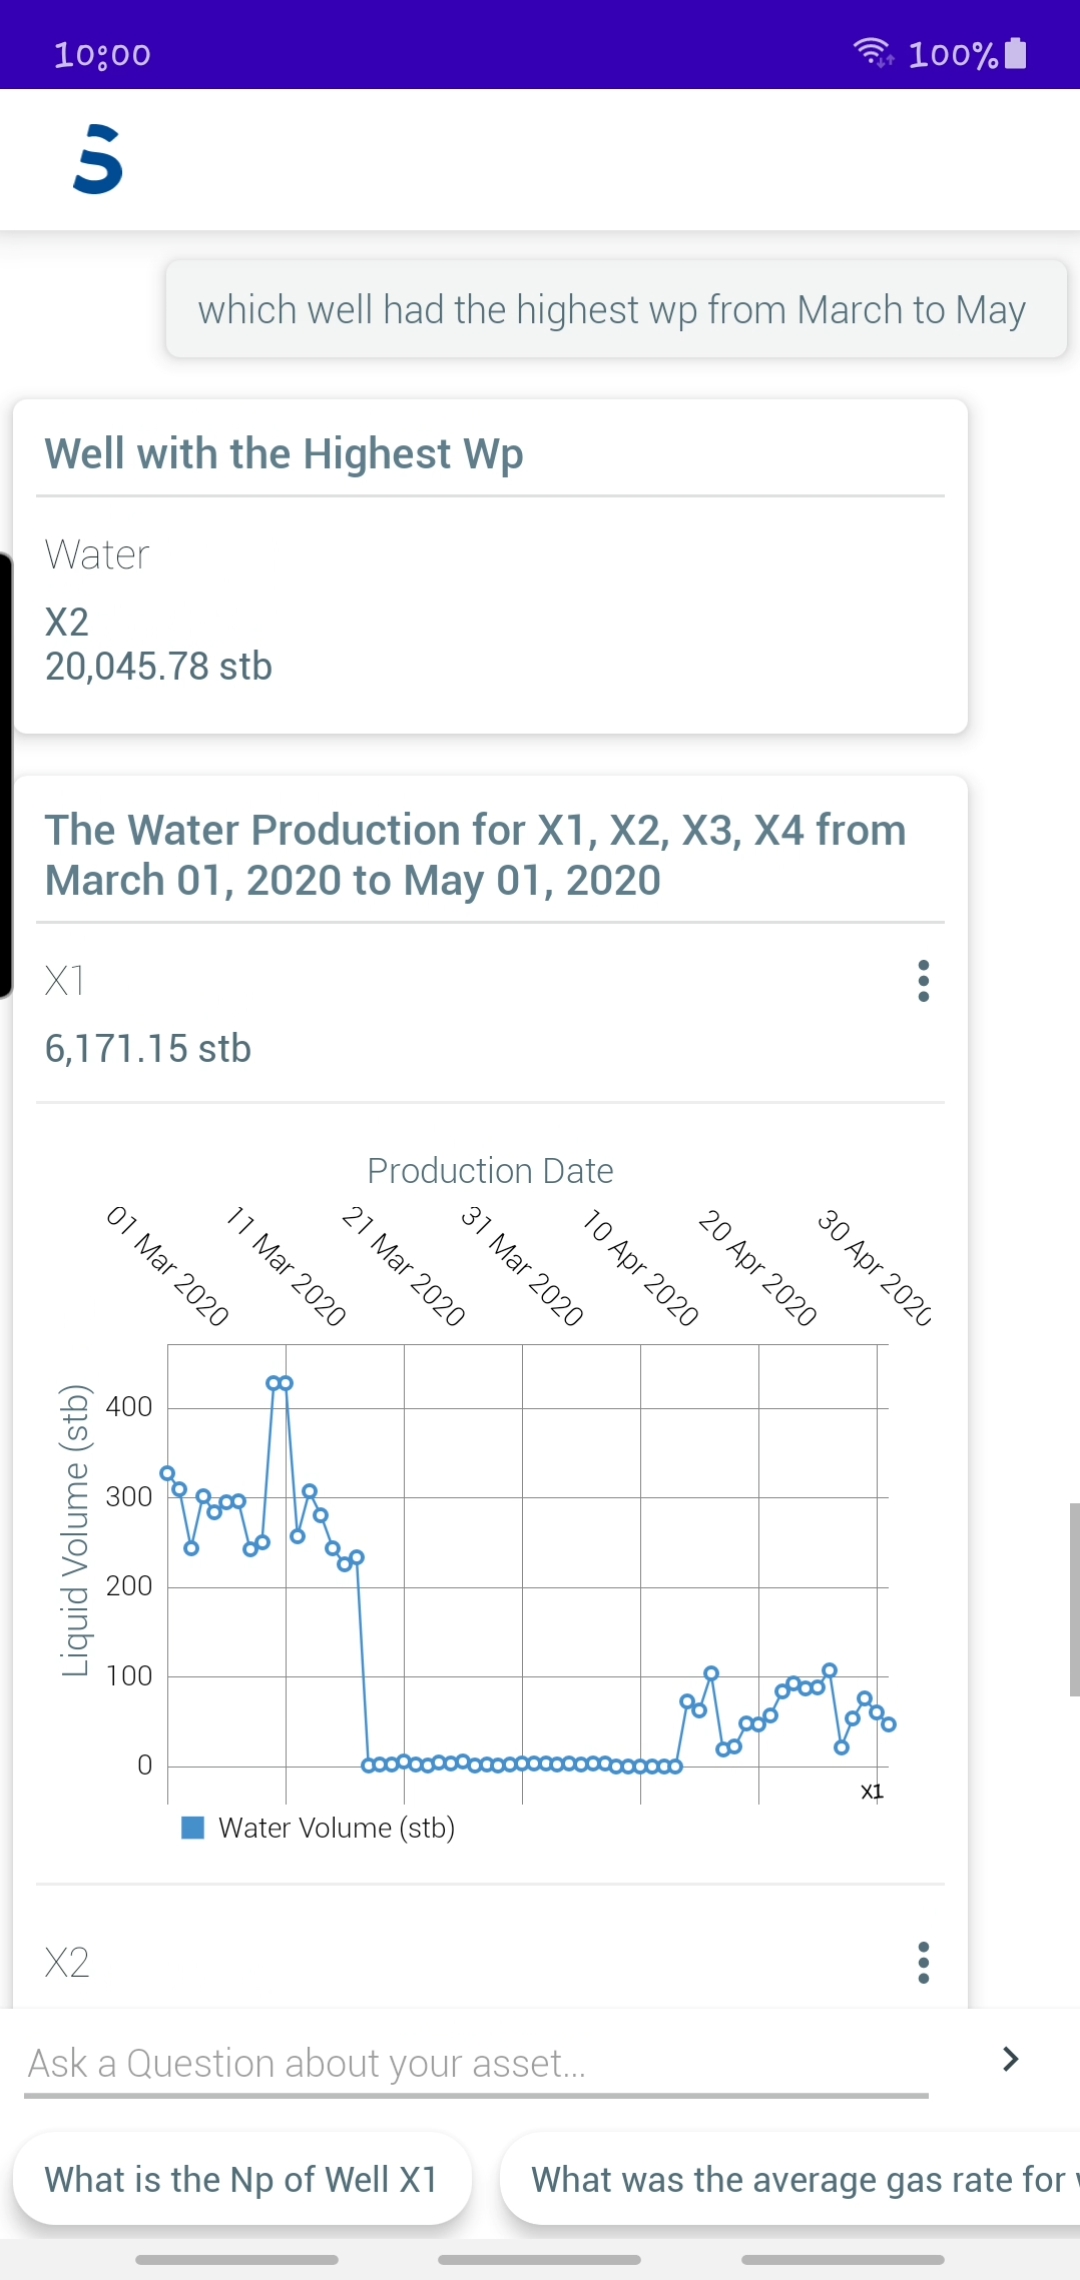 10:00
100%
which well had the highest wp from March to May
Well with the Highest Wp
Water
X2
20,045.78 stb
The Water Production for X1, X2, X3, X4 from
March 01, 2020 to May 01, 2020
X1
6,171.15 stb
Production Date
01 Mar 2020
11 Mar 2020
21 Mar 2020
31 Mar 2020
10 Apr 2020
20 Apr 2020
30 Apr 2020
Liquid Volume (stb)
400
300
200
100
0
X1
Water Volume (stb)
X2
Ask a Question about your asset...
What is the Np of Well X1
What was the average gas rate for